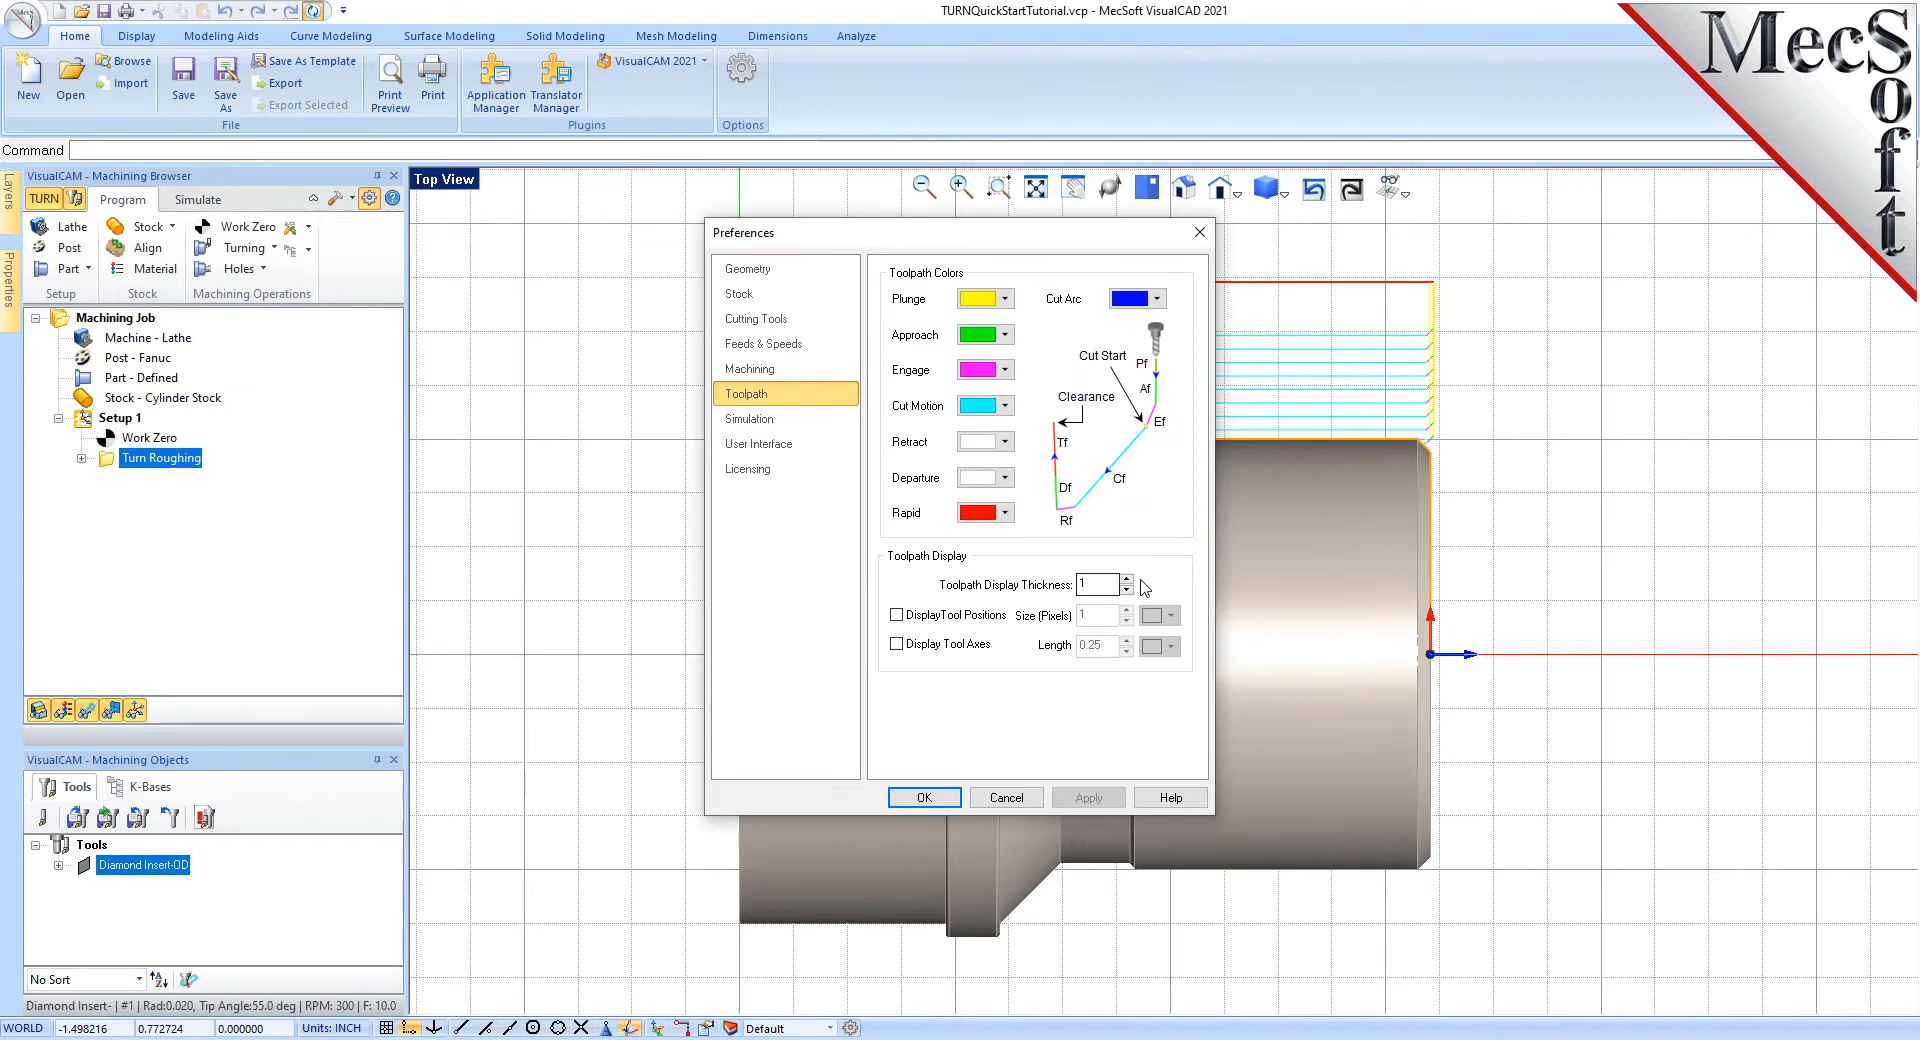 TURNQuickStartTutorial.vcp - MecSoft VisualCAD 2021
MecSoft
Home Display Modeling Aids Curve Modeling Surface Modeling Solid Modeling Mesh Modeling Dimensions Analyze
New Open Browse Import Save Save As Save As Template Export Export Selected Print Preview Print Application Manager Translator Manager VisualCAM 2021
File Plugins Options
Command
Layers
Properties
VisualCAM - Machining Browser
TURN Program Simulate
Lathe Stock Work Zero
Post Align Turning
Part Material Holes
Setup Stock Machining Operations
Machining Job
Machine - Lathe
Post - Fanuc
Part - Defined
Stock - Cylinder Stock
Setup 1
Work Zero
Turn Roughing
VisualCAM - Machining Objects
Tools K-Bases
Tools
Diamond Insert-OD
No Sort
Diamond Insert- | #1 | Rad:0.020, Tip Angle:55.0 deg | RPM: 300 | F: 10.0
Top View
Preferences
Geometry
Stock
Cutting Tools
Feeds & Speeds
Machining
Toolpath
Simulation
User Interface
Licensing
Toolpath Colors
Plunge Cut Arc
Approach
Engage
Cut Motion
Retract
Departure
Rapid
Cut Start
Pf
Af
Clearance
Ef
Tf
Cf
Df
Rf
Toolpath Display
Toolpath Display Thickness: 1
DisplayTool Positions Size (Pixels) 1
Display Tool Axes Length 0.25
OK Cancel Apply Help
WORLD -1.498216 0.772724 0.000000 Units: INCH Default